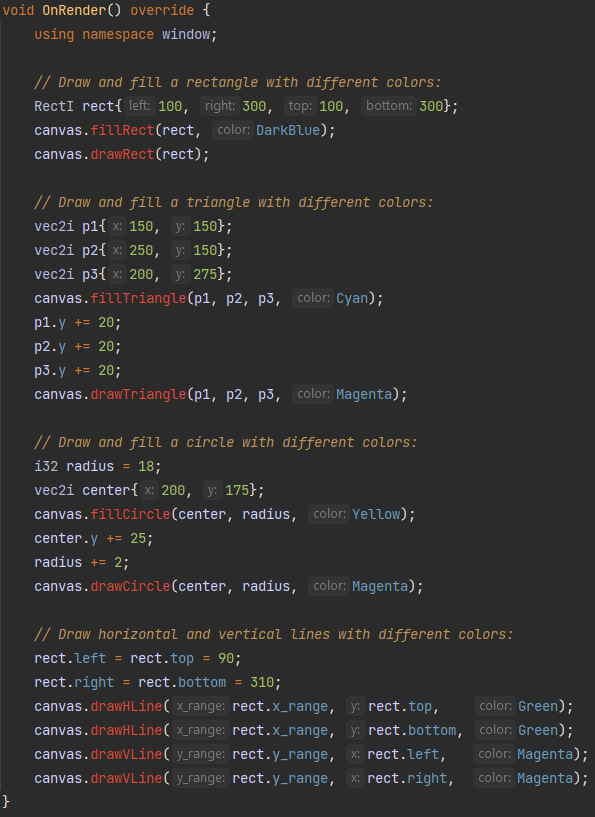 void OnRender() override {
    using namespace window;

    // Draw and fill a rectangle with different colors:
    RectI rect{ left: 100, right: 300, top: 100, bottom: 300};
    canvas.fillRect(rect, color: DarkBlue);
    canvas.drawRect(rect);

    // Draw and fill a triangle with different colors:
    vec2i p1{ x: 150, y: 150};
    vec2i p2{ x: 250, y: 150};
    vec2i p3{ x: 200, y: 275};
    canvas.fillTriangle(p1, p2, p3, color: Cyan);
    p1.y += 20;
    p2.y += 20;
    p3.y += 20;
    canvas.drawTriangle(p1, p2, p3, color: Magenta);

    // Draw and fill a circle with different colors:
    i32 radius = 18;
    vec2i center{ x: 200, y: 175};
    canvas.fillCircle(center, radius, color: Yellow);
    center.y += 25;
    radius += 2;
    canvas.drawCircle(center, radius, color: Magenta);

    // Draw horizontal and vertical lines with different colors:
    rect.left = rect.top = 90;
    rect.right = rect.bottom = 310;
    canvas.drawHLine( x_range: rect.x_range, y: rect.top, color: Green);
    canvas.drawHLine( x_range: rect.x_range, y: rect.bottom, color: Green);
    canvas.drawVLine( y_range: rect.y_range, x: rect.left, color: Magenta);
    canvas.drawVLine( y_range: rect.y_range, x: rect.right, color: Magenta);
}